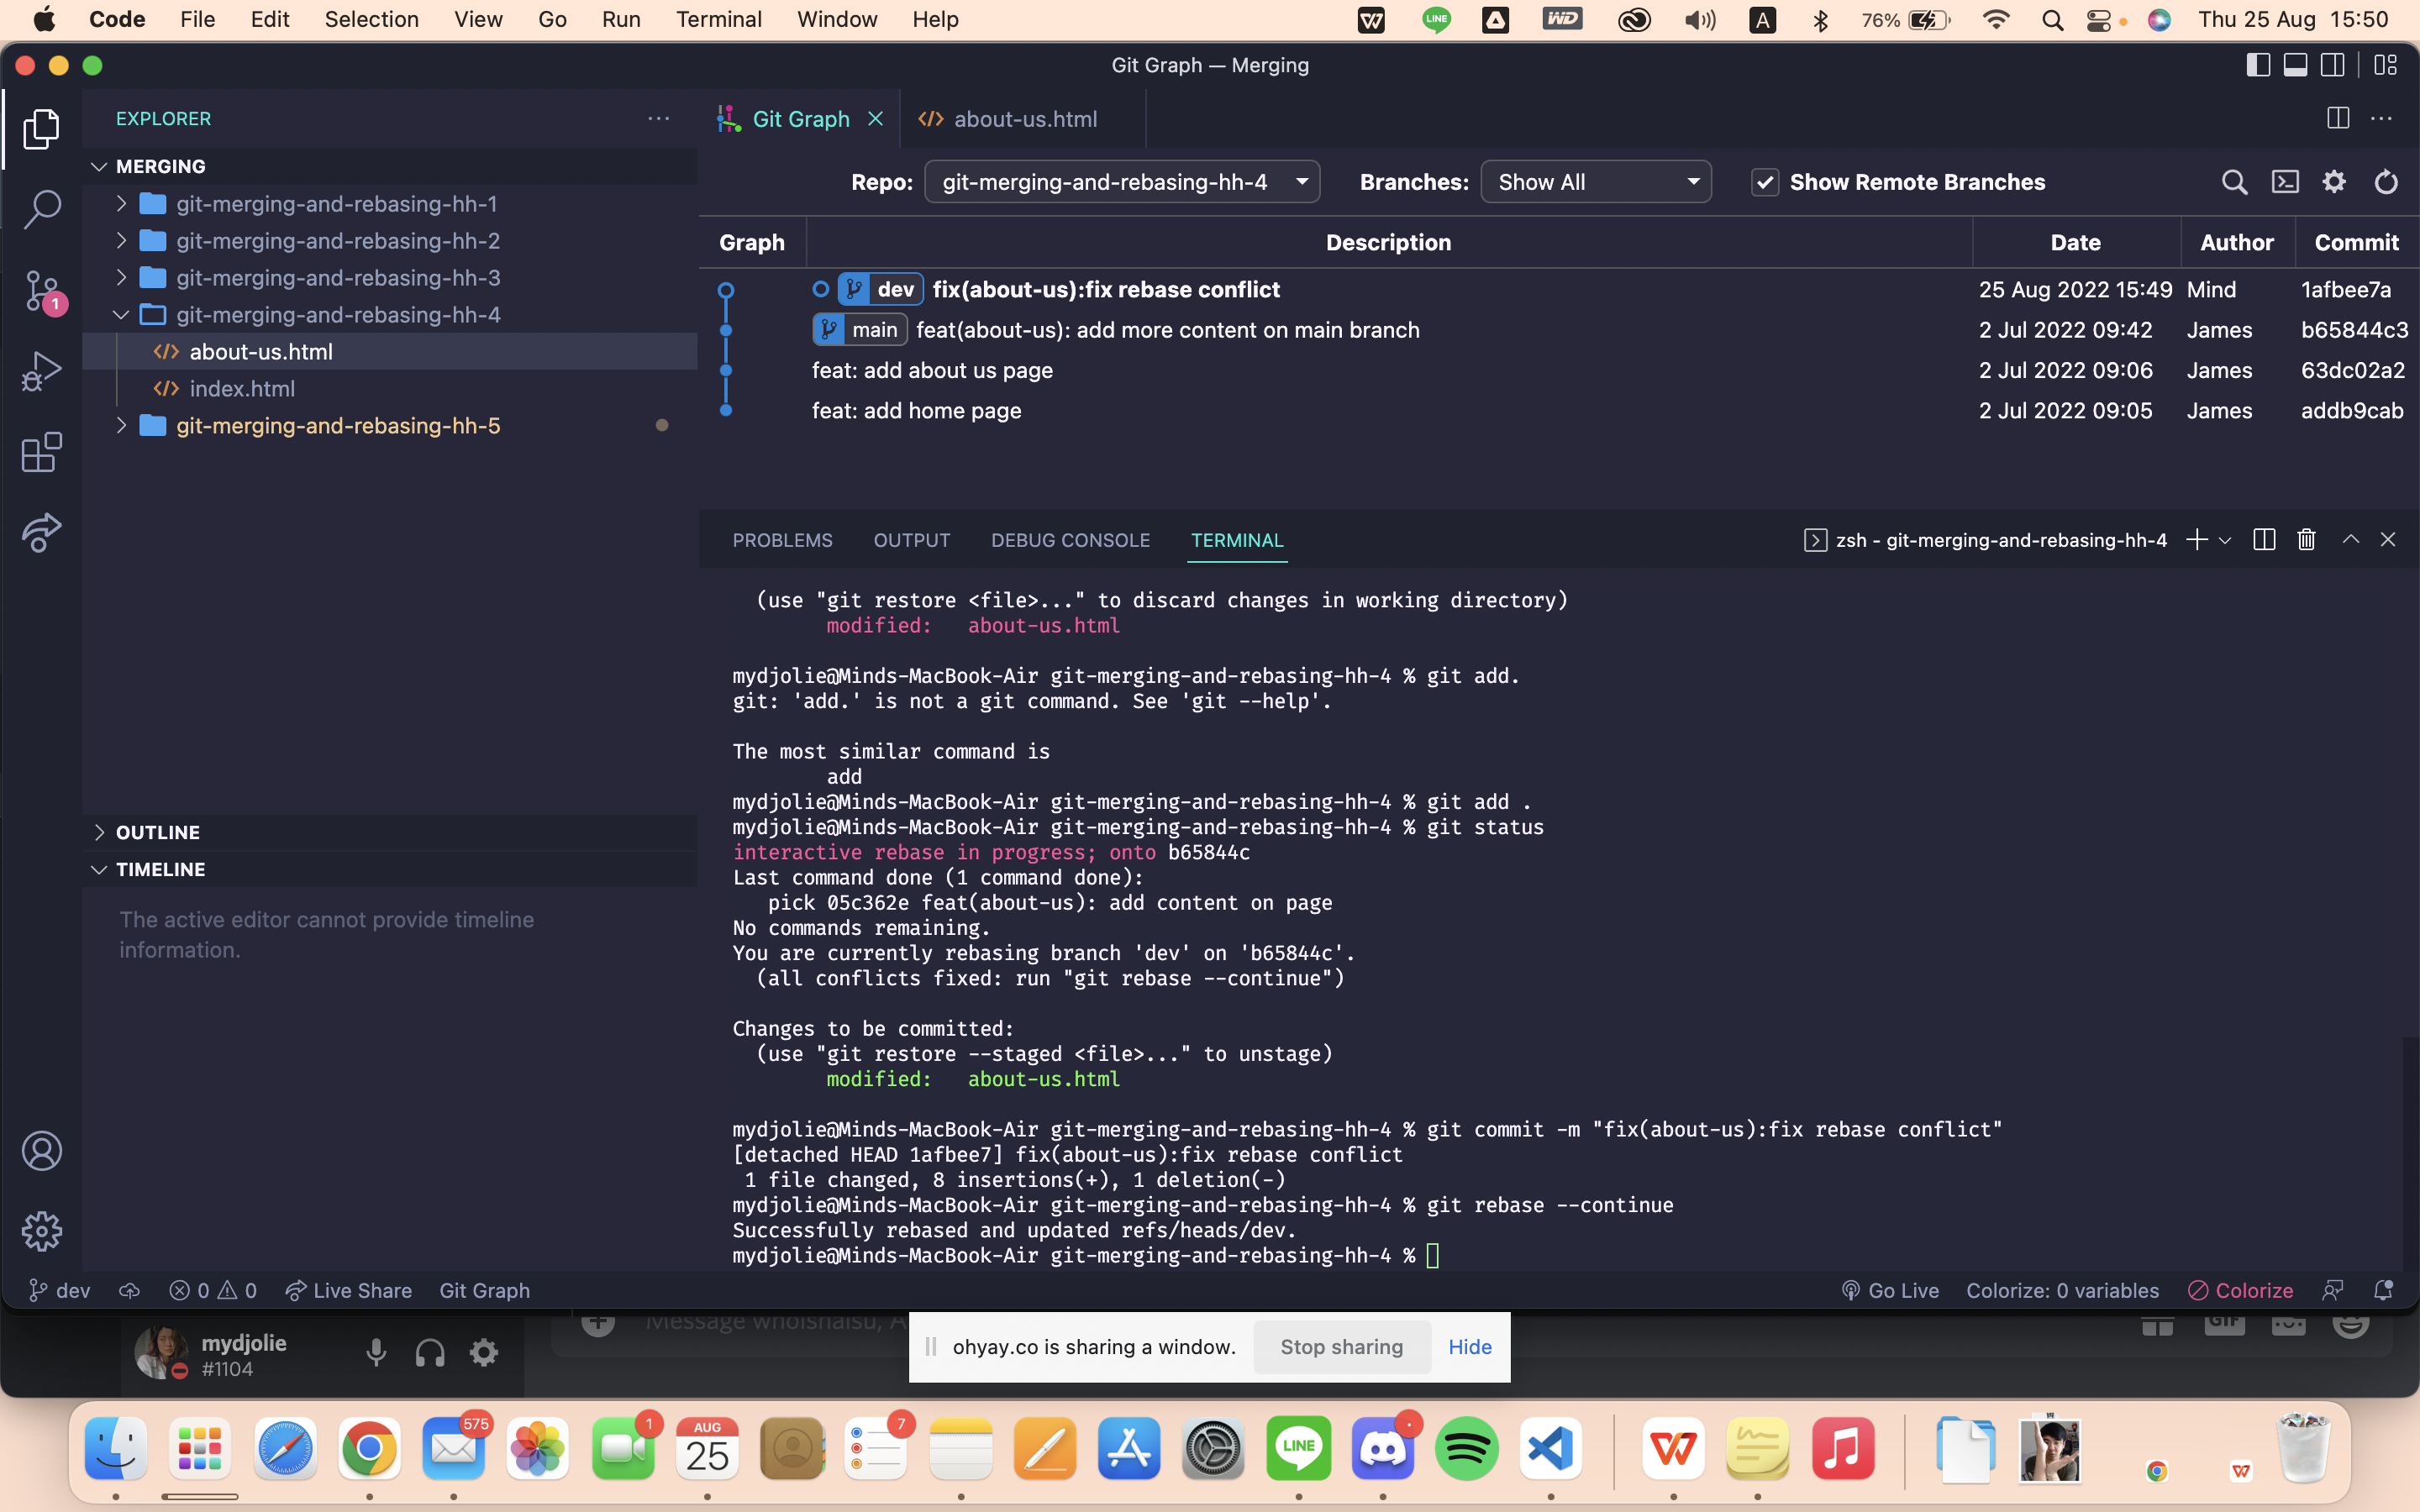 Code File Edit Selection View Go Run Terminal Window Help
LINE WD A 76% Thu 25 Aug 15:50
Git Graph — Merging
EXPLORER
Git Graph
about-us.html
MERGING
git-merging-and-rebasing-hh-1
git-merging-and-rebasing-hh-2
git-merging-and-rebasing-hh-3
git-merging-and-rebasing-hh-4
about-us.html
index.html
git-merging-and-rebasing-hh-5
1
Repo: git-merging-and-rebasing-hh-4 Branches: Show All Show Remote Branches
Graph Description Date Author Commit
dev fix(about-us):fix rebase conflict 25 Aug 2022 15:49 Mind 1afbee7a
main feat(about-us): add more content on main branch 2 Jul 2022 09:42 James b65844c3
feat: add about us page 2 Jul 2022 09:06 James 63dc02a2
feat: add home page 2 Jul 2022 09:05 James addb9cab
PROBLEMS OUTPUT DEBUG CONSOLE TERMINAL zsh - git-merging-and-rebasing-hh-4
(use "git restore <file>..." to discard changes in working directory)
modified: about-us.html
mydjolie@Minds-MacBook-Air git-merging-and-rebasing-hh-4 % git add.
git: 'add.' is not a git command. See 'git --help'.
The most similar command is
add
mydjolie@Minds-MacBook-Air git-merging-and-rebasing-hh-4 % git add .
mydjolie@Minds-MacBook-Air git-merging-and-rebasing-hh-4 % git status
interactive rebase in progress; onto b65844c
Last command done (1 command done):
pick 05c362e feat(about-us): add content on page
No commands remaining.
You are currently rebasing branch 'dev' on 'b65844c'.
(all conflicts fixed: run "git rebase --continue")
Changes to be committed:
(use "git restore --staged <file>..." to unstage)
modified: about-us.html
mydjolie@Minds-MacBook-Air git-merging-and-rebasing-hh-4 % git commit -m "fix(about-us):fix rebase conflict"
[detached HEAD 1afbee7] fix(about-us):fix rebase conflict
1 file changed, 8 insertions(+), 1 deletion(-)
mydjolie@Minds-MacBook-Air git-merging-and-rebasing-hh-4 % git rebase --continue
Successfully rebased and updated refs/heads/dev.
mydjolie@Minds-MacBook-Air git-merging-and-rebasing-hh-4 %
OUTLINE
TIMELINE
The active editor cannot provide timeline
information.
dev 0 0 Live Share Git Graph Go Live Colorize: 0 variables Colorize
Message whoishaisu, A
GIF
mydjolie
#1104
ohyay.co is sharing a window. Stop sharing Hide
575 1 AUG 25 7 LINE